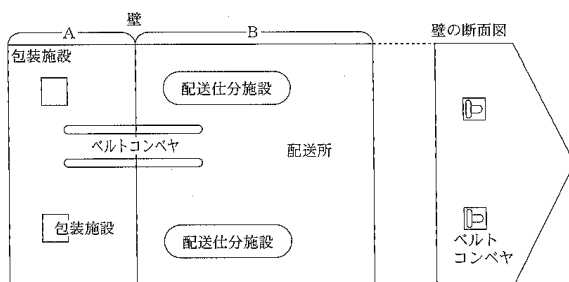 壁
A
B
壁の断面図
包装施設
配送仕分施設
ベルトコンベヤ
配送所
包装施設
配送仕分施設
ベルト
コンベヤ